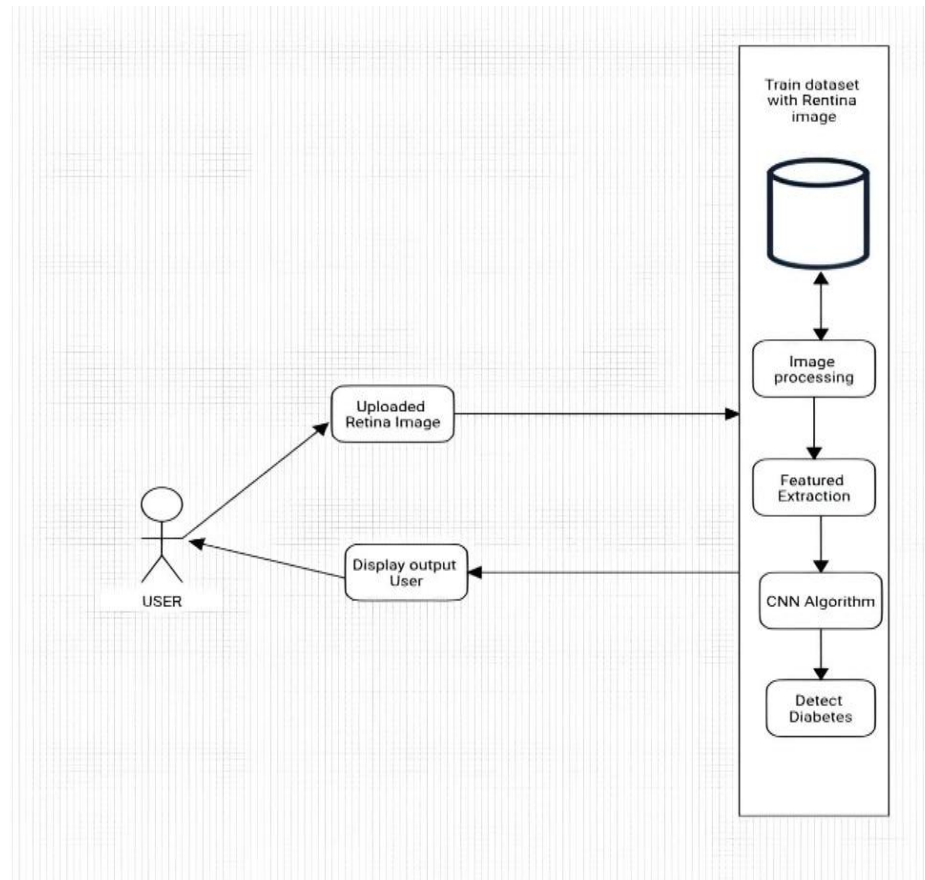 Train dataset
with Rentina
image
Image
processing
Uploaded
Retina Image
Featured
Extraction
Display output
User
USER
CNN Algorithm
Detect
Diabetes